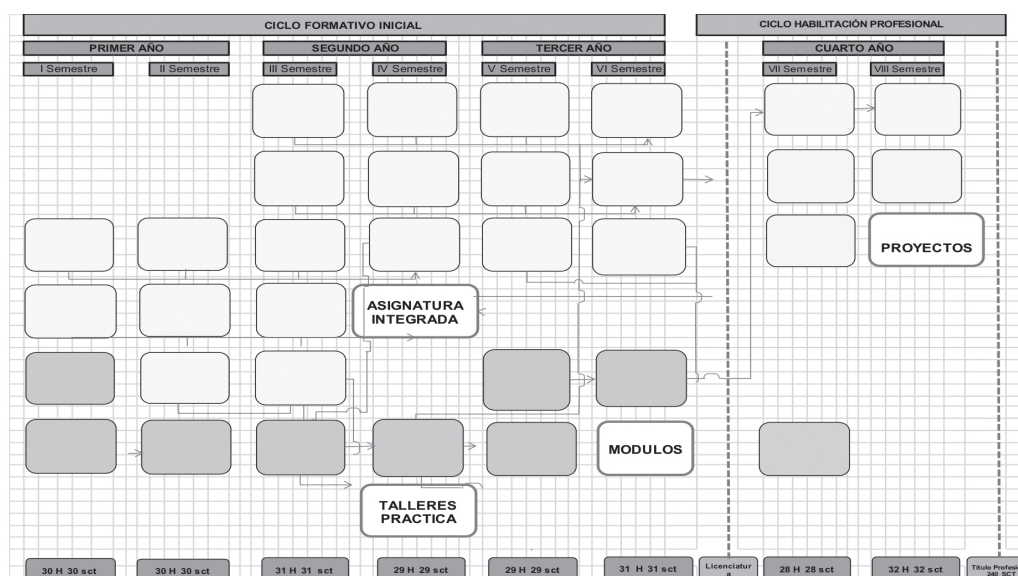 CICLO FORMATIVO INICIAL
CICLO HABILITACIÓN PROFESIONAL
PRIMER AÑO
SEGUNDO AÑO
TERCER AÑO
CUARTO AÑO
I Semestre
II Semestre
III Semestre
IV Semestre
V Semestre
VI Semestre
VII Semestre
VIII Semestre
PROYECTOS
ASIGNATURA
INTEGRADA
MODULOS
TALLERES
PRACTICA
30 H 30 sct
30 H 30 sct
31 H 31 sct
29 H 29 sct
29 H 29 sct
31 H 31 sct
Licenciatur
a
28 H 28 sct
32 H 32 sct
Título Profesi
240 SCT